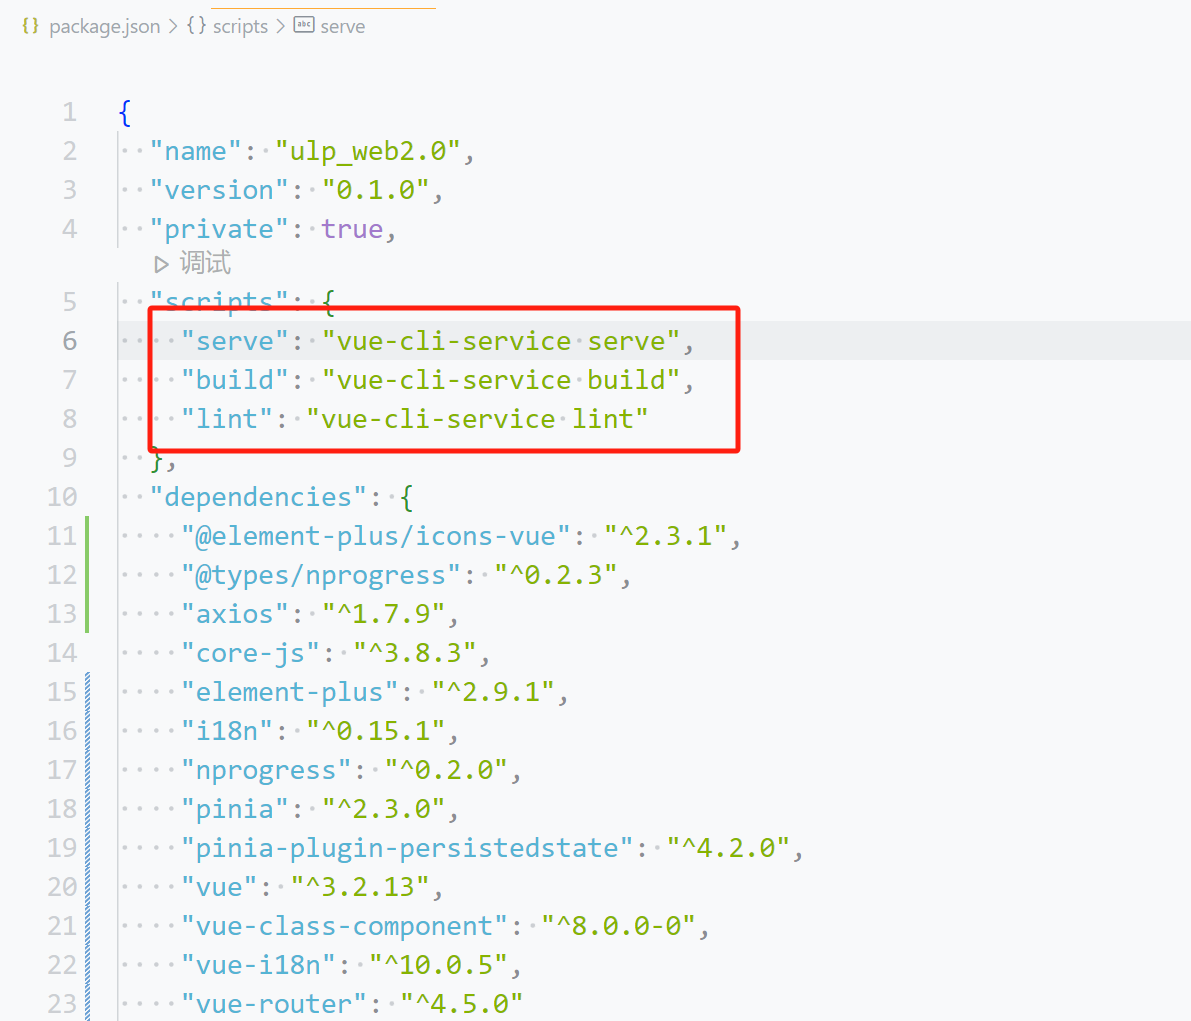 package.json > scripts > serve
1 {
2 "name": "ulp_web2.0",
3 "version": "0.1.0",
4 "private": true,
调试
5 "scripts": {
6 "serve": "vue-cli-service serve",
7 "build": "vue-cli-service build",
8 "lint": "vue-cli-service lint"
9 },
10 "dependencies": {
11 "@element-plus/icons-vue": "^2.3.1",
12 "@types/nprogress": "^0.2.3",
13 "axios": "^1.7.9",
14 "core-js": "^3.8.3",
15 "element-plus": "^2.9.1",
16 "i18n": "^0.15.1",
17 "nprogress": "^0.2.0",
18 "pinia": "^2.3.0",
19 "pinia-plugin-persistedstate": "^4.2.0",
20 "vue": "^3.2.13",
21 "vue-class-component": "^8.0.0-0",
22 "vue-i18n": "^10.0.5",
23 "vue-router": "^4.5.0"